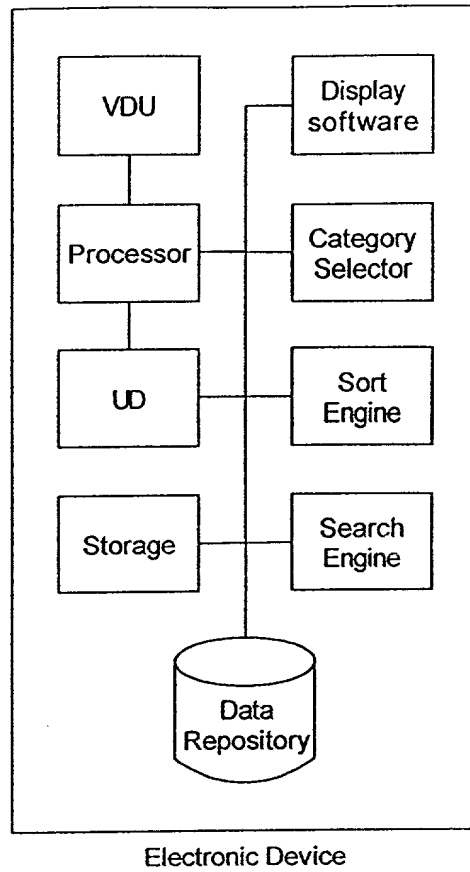 VDU
Display
software
Processor
Category
Selector
UD
Sort
Engine
Storage
Search
Engine
Data
Repository
Electronic Device